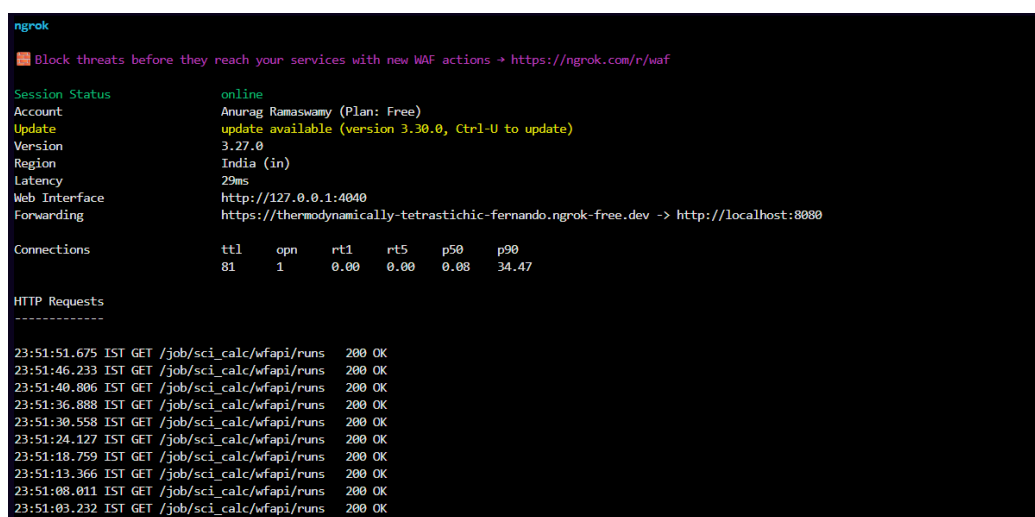 ngrok
🧱 Block threats before they reach your services with new WAF actions → https://ngrok.com/r/waf
Session Status online
Account Anurag Ramaswamy (Plan: Free)
Update update available (version 3.30.0, Ctrl-U to update)
Version 3.27.0
Region India (in)
Latency 29ms
Web Interface http://127.0.0.1:4040
Forwarding https://thermodynamically-tetrastichic-fernando.ngrok-free.dev -> http://localhost:8080
Connections ttl opn rt1 rt5 p50 p90
81 1 0.00 0.00 0.08 34.47
HTTP Requests
-------------
23:51:51.675 IST GET /job/sci_calc/wfapi/runs 200 OK
23:51:46.233 IST GET /job/sci_calc/wfapi/runs 200 OK
23:51:40.806 IST GET /job/sci_calc/wfapi/runs 200 OK
23:51:36.888 IST GET /job/sci_calc/wfapi/runs 200 OK
23:51:30.558 IST GET /job/sci_calc/wfapi/runs 200 OK
23:51:24.127 IST GET /job/sci_calc/wfapi/runs 200 OK
23:51:18.759 IST GET /job/sci_calc/wfapi/runs 200 OK
23:51:13.366 IST GET /job/sci_calc/wfapi/runs 200 OK
23:51:08.011 IST GET /job/sci_calc/wfapi/runs 200 OK
23:51:03.232 IST GET /job/sci_calc/wfapi/runs 200 OK